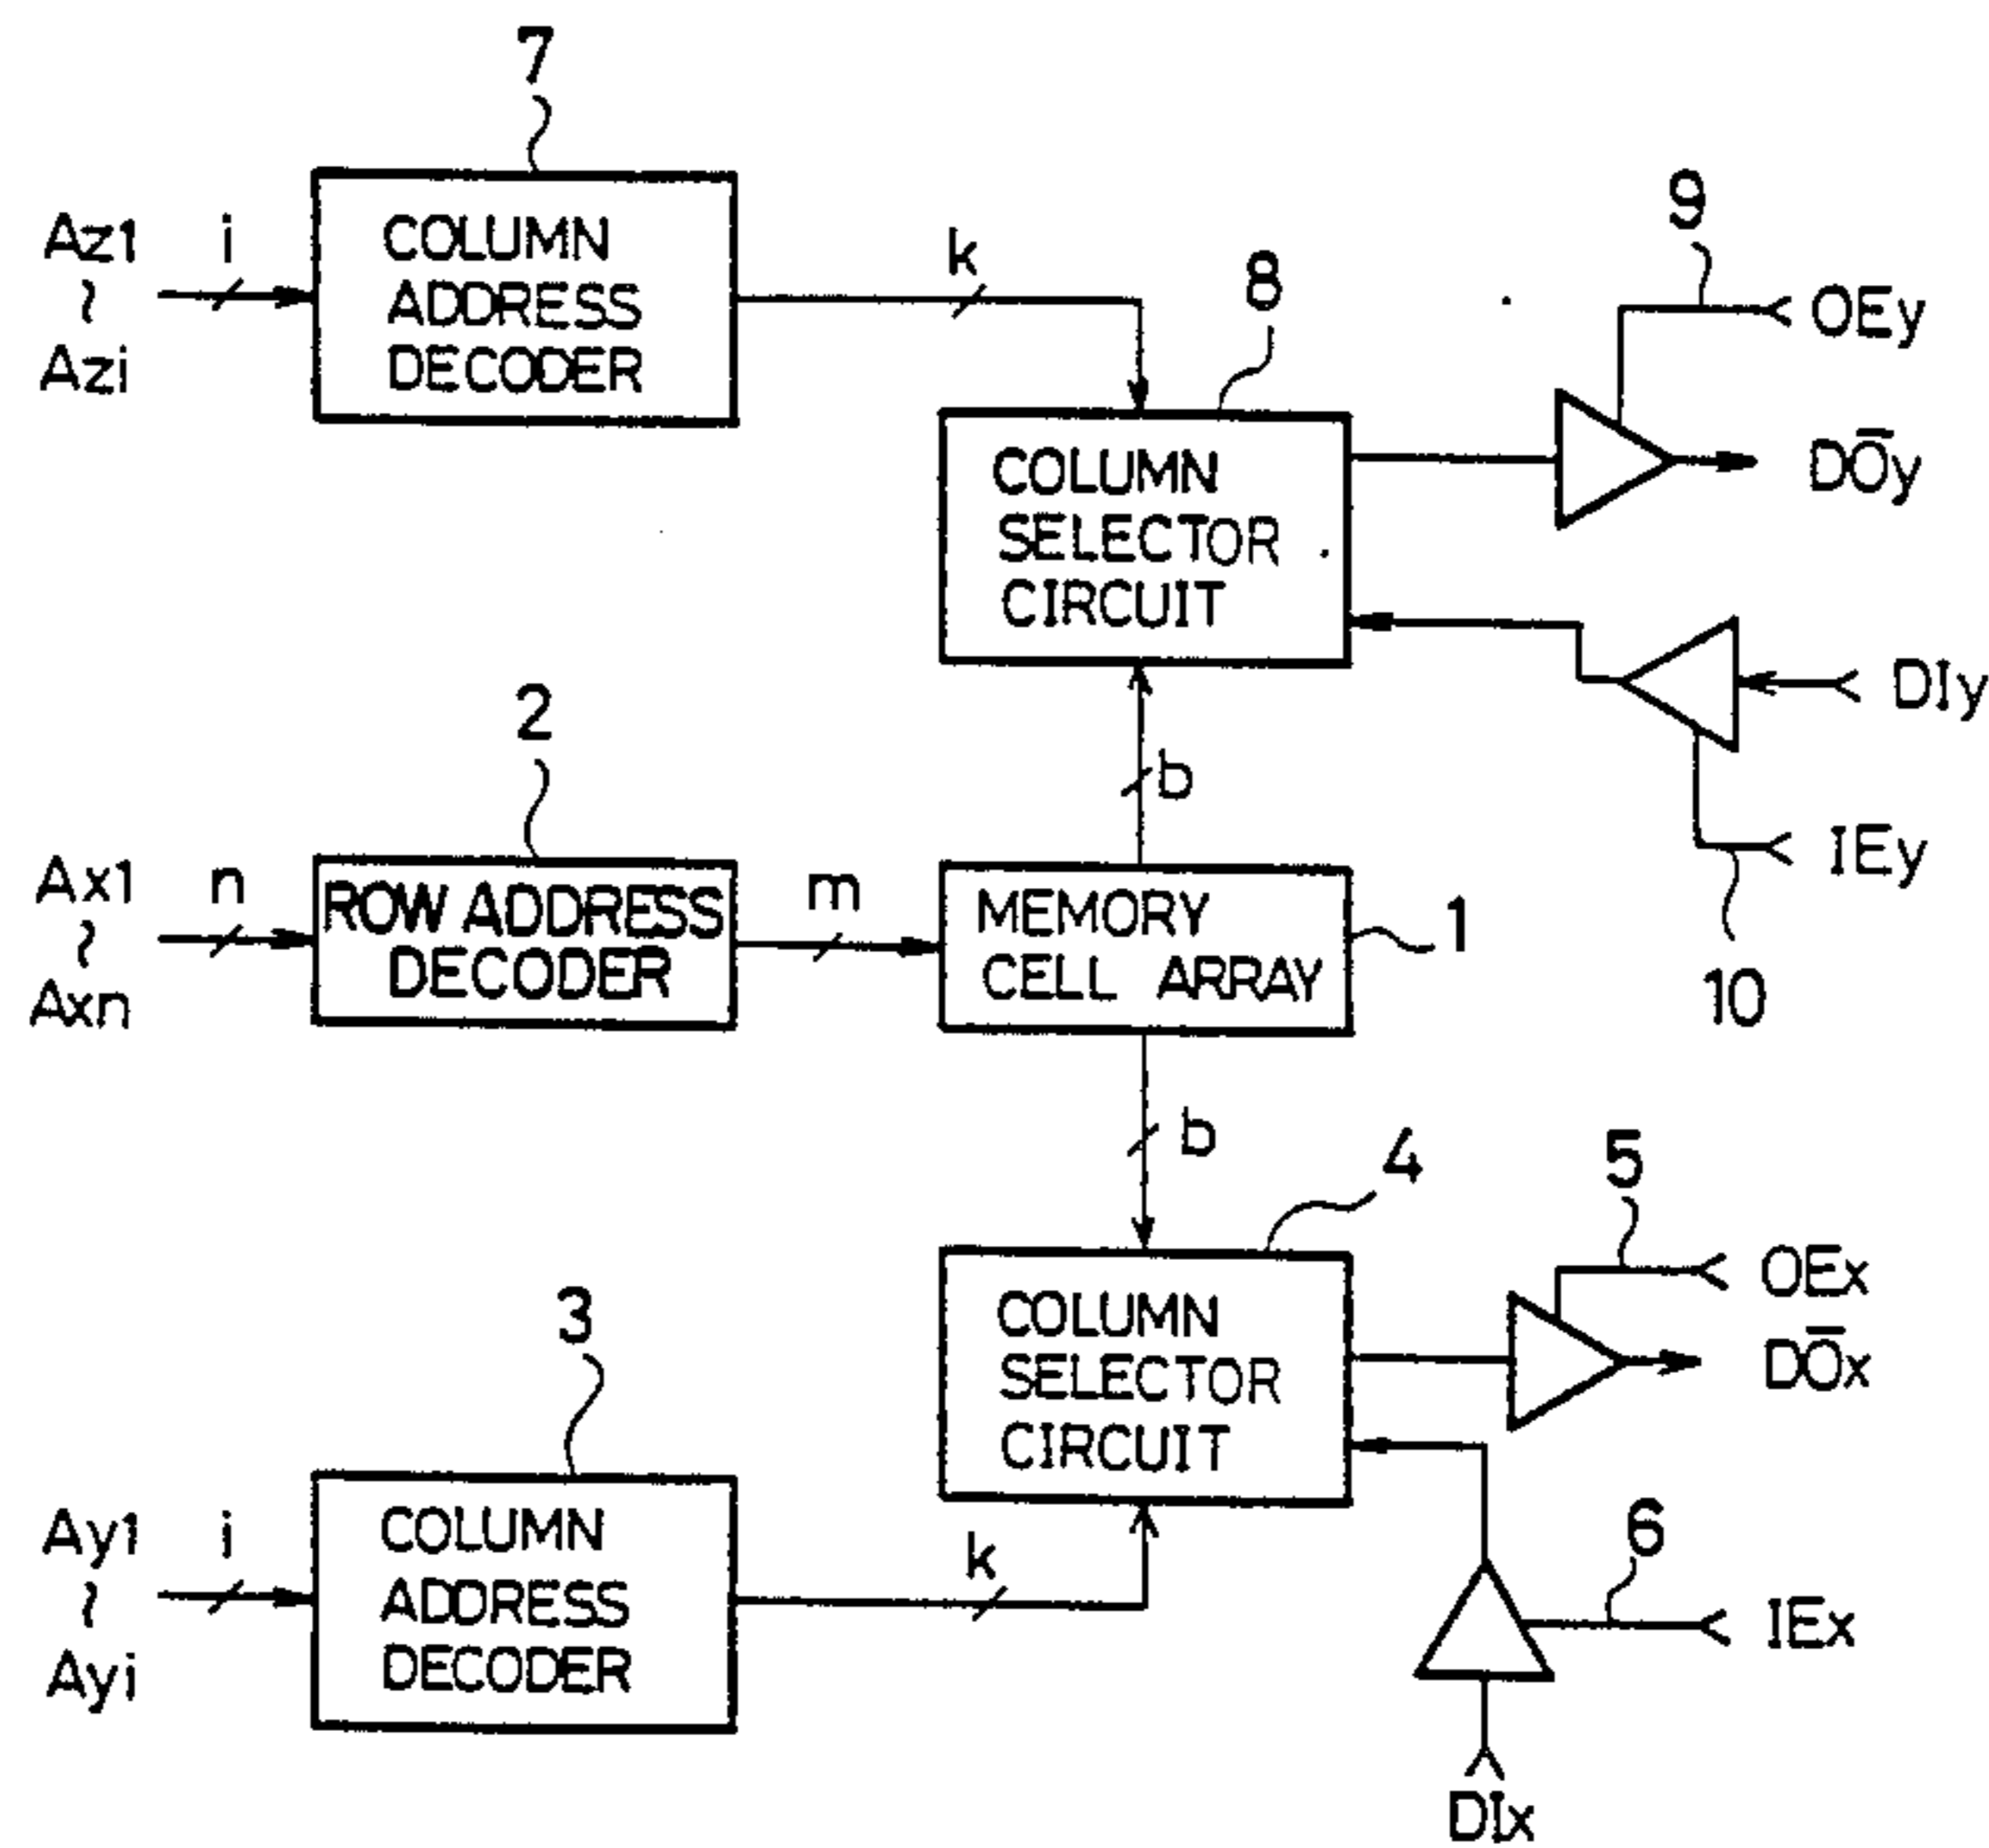 7
Az1
~
Azi
i
COLUMN
ADDRESS
DECODER
k
8
9
OEy
COLUMN
SELECTOR
CIRCUIT
DO̅y
DIy
IEy
10
b
2
Ax1
~
Axn
n
ROW ADDRESS
DECODER
m
MEMORY
CELL ARRAY
1
b
4
5
OEx
COLUMN
SELECTOR
CIRCUIT
DO̅x
3
Ay1
~
Ayi
i
COLUMN
ADDRESS
DECODER
k
6
IEx
DIx